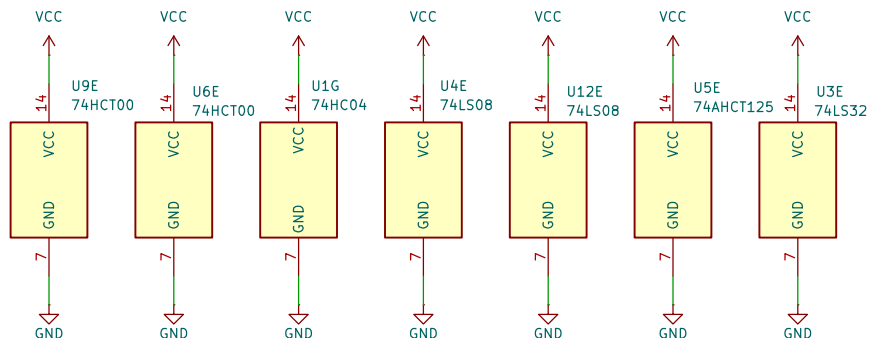 VCC VCC VCC VCC VCC VCC VCC
14 U9E 14 U6E 14 U1G 14 U4E 14 U12E 14 U5E 14 U3E
74HCT00 74HCT00 74HC04 74LS08 74LS08 74AHCT125 74LS32
VCC VCC VCC VCC VCC VCC VCC
GND GND GND GND GND GND GND
7 7 7 7 7 7 7
GND GND GND GND GND GND GND